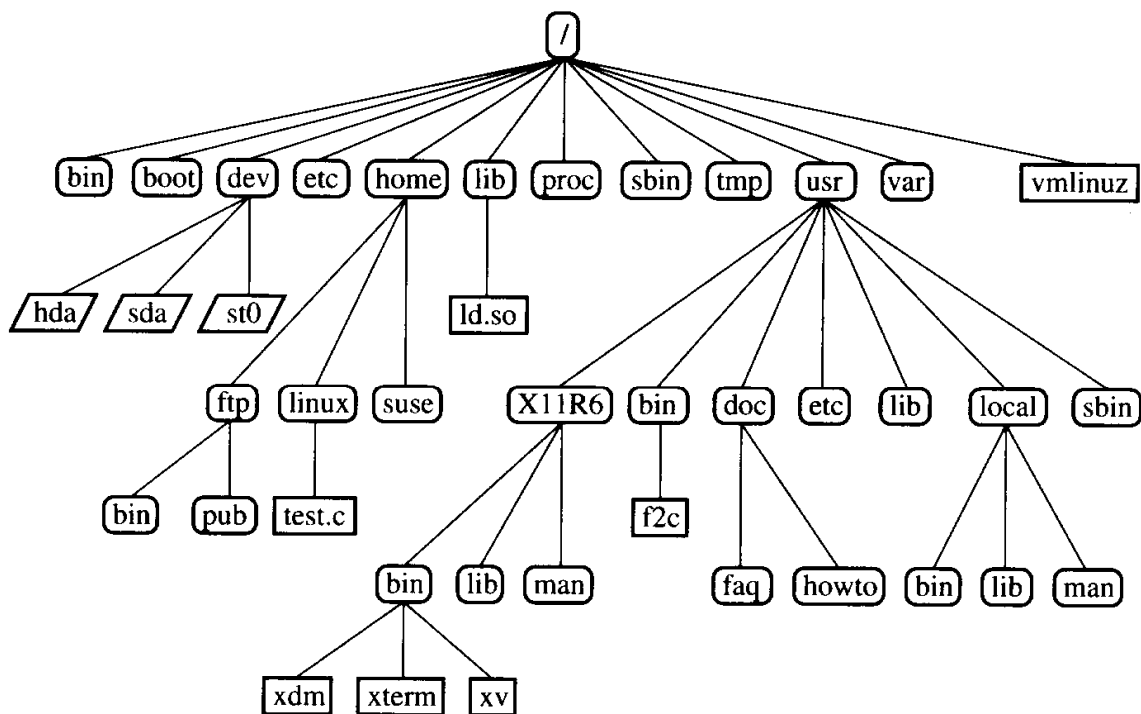 /
bin boot dev etc home lib proc sbin tmp usr var vmlinuz
hda sda st0 ld.so
ftp linux suse X11R6 bin doc etc lib local sbin
bin pub test.c f2c
bin lib man faq howto bin lib man
xdm xterm xv